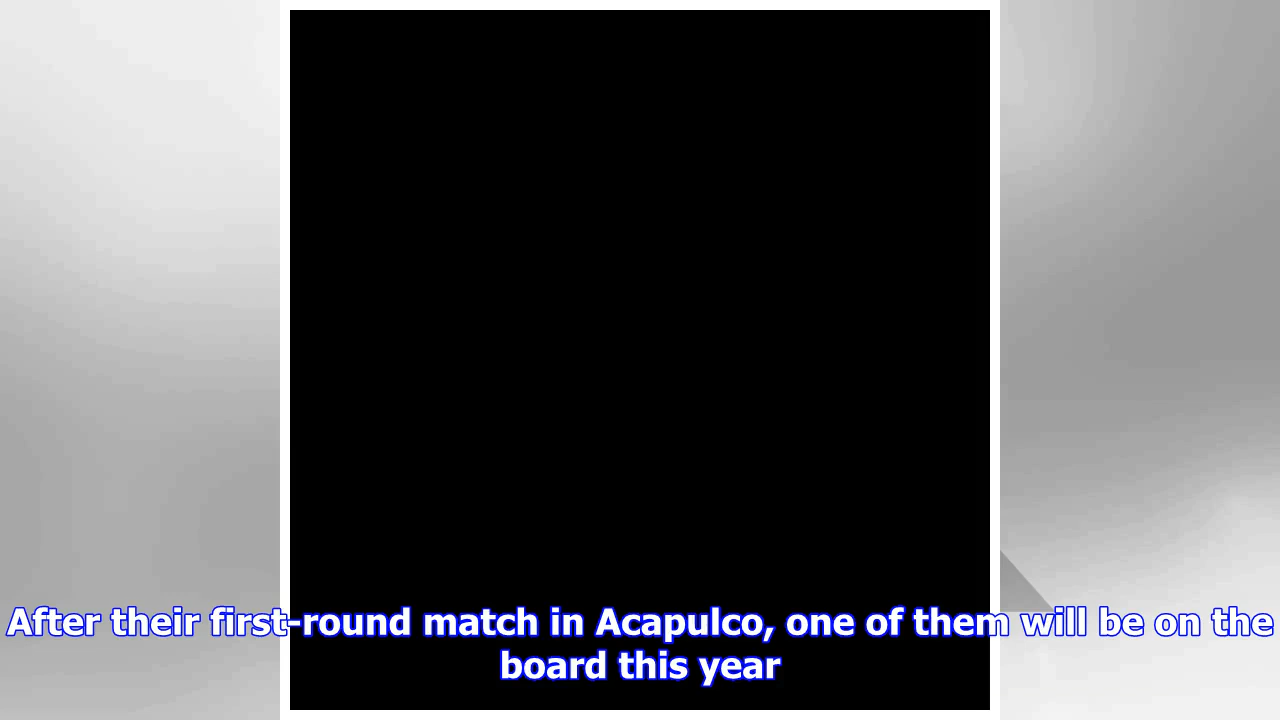 After their first-round match in Acapulco, one of them will be on the
board this year